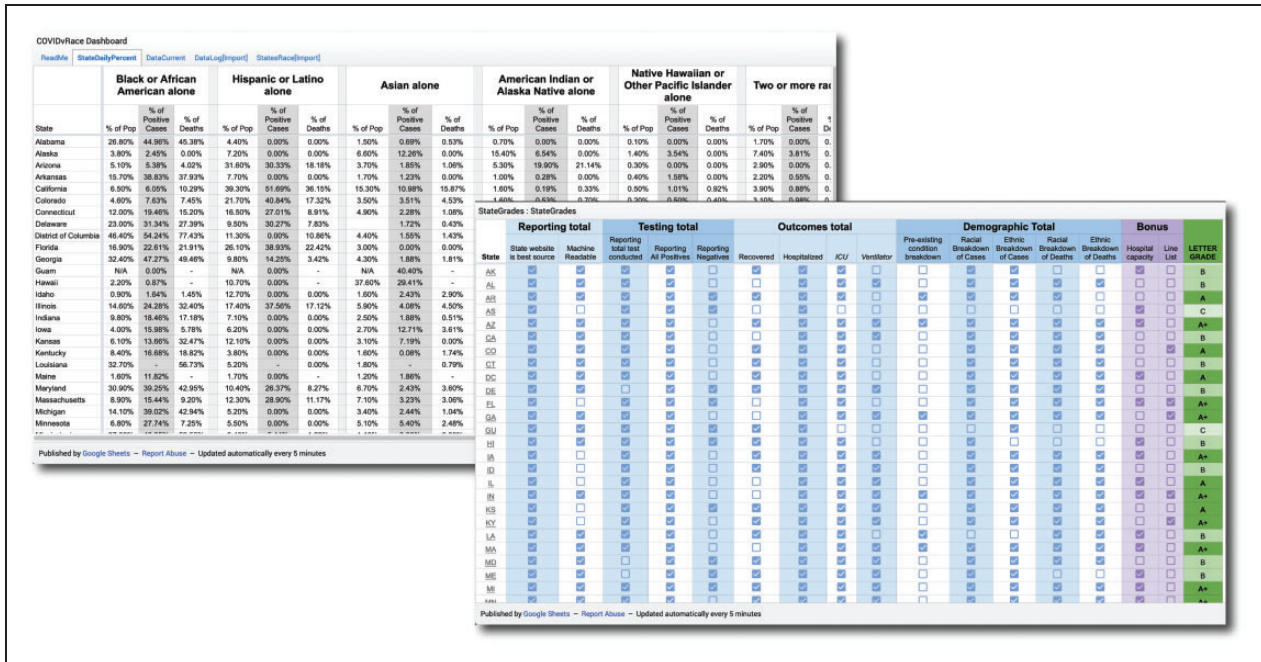 COVIDvRace Dashboard
ReadMe StateDailyPercent DataCurrent DataLog[Import] StatesRace[Import]
Black or African American alone Hispanic or Latino alone Asian alone American Indian or Alaska Native alone Native Hawaiian or Other Pacific Islander alone Two or more
State % of Pop % of Positive Cases % of Deaths % of Pop % of Positive Cases % of Deaths % of Pop % of Positive Cases % of Deaths % of Pop % of Positive Cases % of Deaths % of Pop % of Positive Cases % of Deaths % of Pop % of Positive Cases
Alabama 26.80% 44.96% 45.38% 4.40% 0.00% 0.00% 1.50% 0.69% 0.53% 0.70% 0.00% 0.00% 0.10% 0.00% 0.00% 1.70% 0.00% 0.
Alaska 3.80% 2.45% 0.00% 7.20% 0.00% 0.00% 6.60% 12.26% 0.00% 15.40% 6.54% 0.00% 1.40% 3.54% 0.00% 7.40% 3.81% 0.
Arizona 5.10% 5.38% 4.02% 31.60% 30.33% 18.18% 3.70% 1.85% 1.06% 5.30% 19.90% 21.14% 0.30% 0.00% 0.00% 2.90% 0.00% 0.
Arkansas 15.70% 38.83% 37.93% 7.70% 0.00% 0.00% 1.70% 1.23% 0.00% 1.00% 0.28% 0.00% 0.40% 1.58% 0.00% 2.20% 0.55% 0.
California 6.50% 6.05% 10.29% 39.30% 51.69% 36.15% 15.30% 10.98% 15.87% 1.60% 0.19% 0.33% 0.50% 1.01% 0.92% 3.90% 0.88% 0.
Colorado 4.60% 7.63% 7.45% 21.70% 40.84% 17.32% 3.50% 3.51% 4.53%
Connecticut 12.00% 19.46% 15.20% 16.50% 27.01% 8.91% 4.90% 2.28% 1.08%
Delaware 23.00% 31.34% 27.39% 9.50% 30.27% 7.83% 1.72% 0.43%
District of Columbia 46.40% 54.24% 77.43% 11.30% 0.00% 10.86% 4.40% 1.55% 1.43%
Florida 16.90% 22.61% 21.91% 26.10% 38.93% 22.42% 3.00% 0.00% 0.00%
Georgia 32.40% 47.27% 49.46% 9.80% 14.25% 3.42% 4.30% 1.88% 1.81%
Guam N/A 0.00% - N/A 0.00% - N/A 40.40% -
Hawaii 2.20% 0.87% - 10.70% 0.00% - 37.60% 29.41% -
Idaho 0.90% 1.64% 1.45% 12.70% 0.00% 0.00% 1.60% 2.43% 2.90%
Illinois 14.60% 24.28% 32.40% 17.40% 37.56% 17.12% 5.90% 4.08% 4.50%
Indiana 9.80% 18.46% 17.18% 7.10% 0.00% 0.00% 2.50% 1.88% 0.51%
Iowa 4.00% 15.98% 5.78% 6.20% 0.00% 0.00% 2.70% 12.71% 3.61%
Kansas 6.10% 13.66% 32.47% 12.10% 0.00% 0.00% 3.10% 7.19% 0.00%
Kentucky 8.40% 16.68% 18.82% 3.80% 0.00% 0.00% 1.60% 0.08% 1.74%
Louisiana 32.70% - 56.73% 5.20% - 0.00% 1.80% - 0.79%
Maine 1.60% 11.82% - 1.70% 0.00% - 1.20% 1.86% -
Maryland 30.90% 39.25% 42.95% 10.40% 26.37% 8.27% 6.70% 2.43% 3.60%
Massachusetts 8.90% 15.44% 9.20% 12.30% 28.90% 11.17% 7.10% 3.23% 3.06%
Michigan 14.10% 39.02% 42.94% 5.20% 0.00% 0.00% 3.40% 2.44% 1.04%
Minnesota 6.80% 27.74% 7.25% 5.50% 0.00% 0.00% 5.10% 5.40% 2.48%
Published by Google Sheets – Report Abuse – Updated automatically every 5 minutes
StateGrades : StateGrades
Reporting total Testing total Outcomes total Demographic Total Bonus
State State website is best source Machine Readable Reporting total test conducted Reporting All Positives Reporting Negatives Recovered Hospitalized ICU Ventilator Pre-existing condition breakdown Racial Breakdown of Cases Ethnic Breakdown of Cases Racial Breakdown of Deaths Ethnic Breakdown of Deaths Hospital capacity Line List LETTER GRADE
AK B
AL B
AR A
AS C
AZ A+
CA B
CO A
CT B
DC A
DE B
FL A+
GA A+
GU C
HI B
IA A+
ID B
IL A
IN A+
KS A
KY A+
LA B
MA A+
MD B
ME B
MI A+
Published by Google Sheets – Report Abuse – Updated automatically every 5 minutes